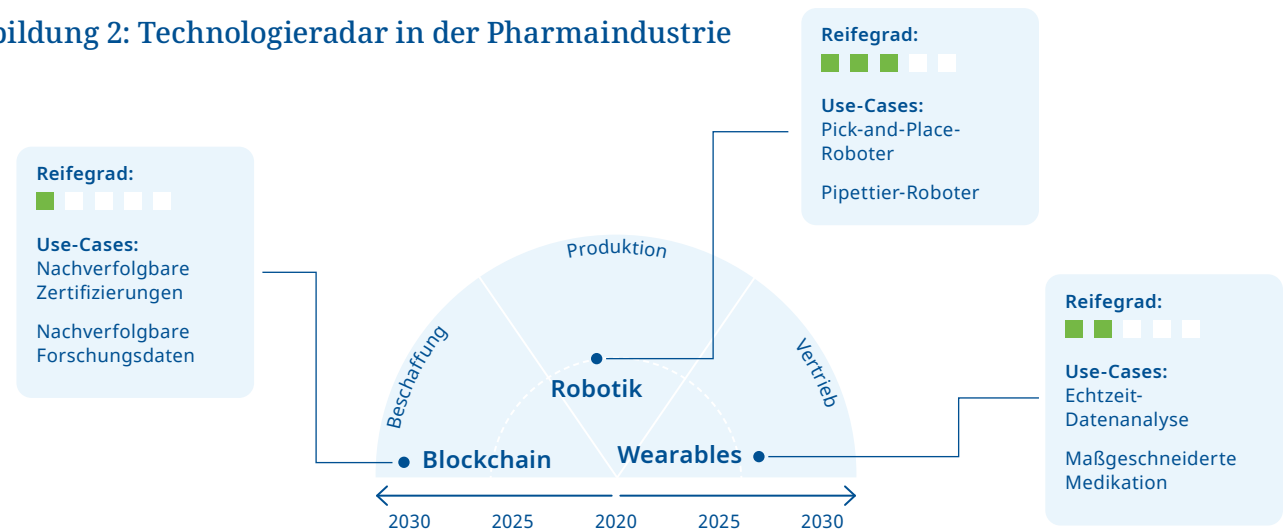 bildung 2: Technologieradar in der Pharmaindustrie
Reifegrad:
Use-Cases:
Pick-and-Place-
Roboter
Pipettier-Roboter
Reifegrad:
Use-Cases:
Nachverfolgbare
Zertifizierungen
Nachverfolgbare
Forschungsdaten
Produktion
Beschaffung
Vertrieb
Robotik
Blockchain
Wearables
Reifegrad:
Use-Cases:
Echtzeit-
Datenanalyse
Maßgeschneiderte
Medikation
2030 2025 2020 2025 2030